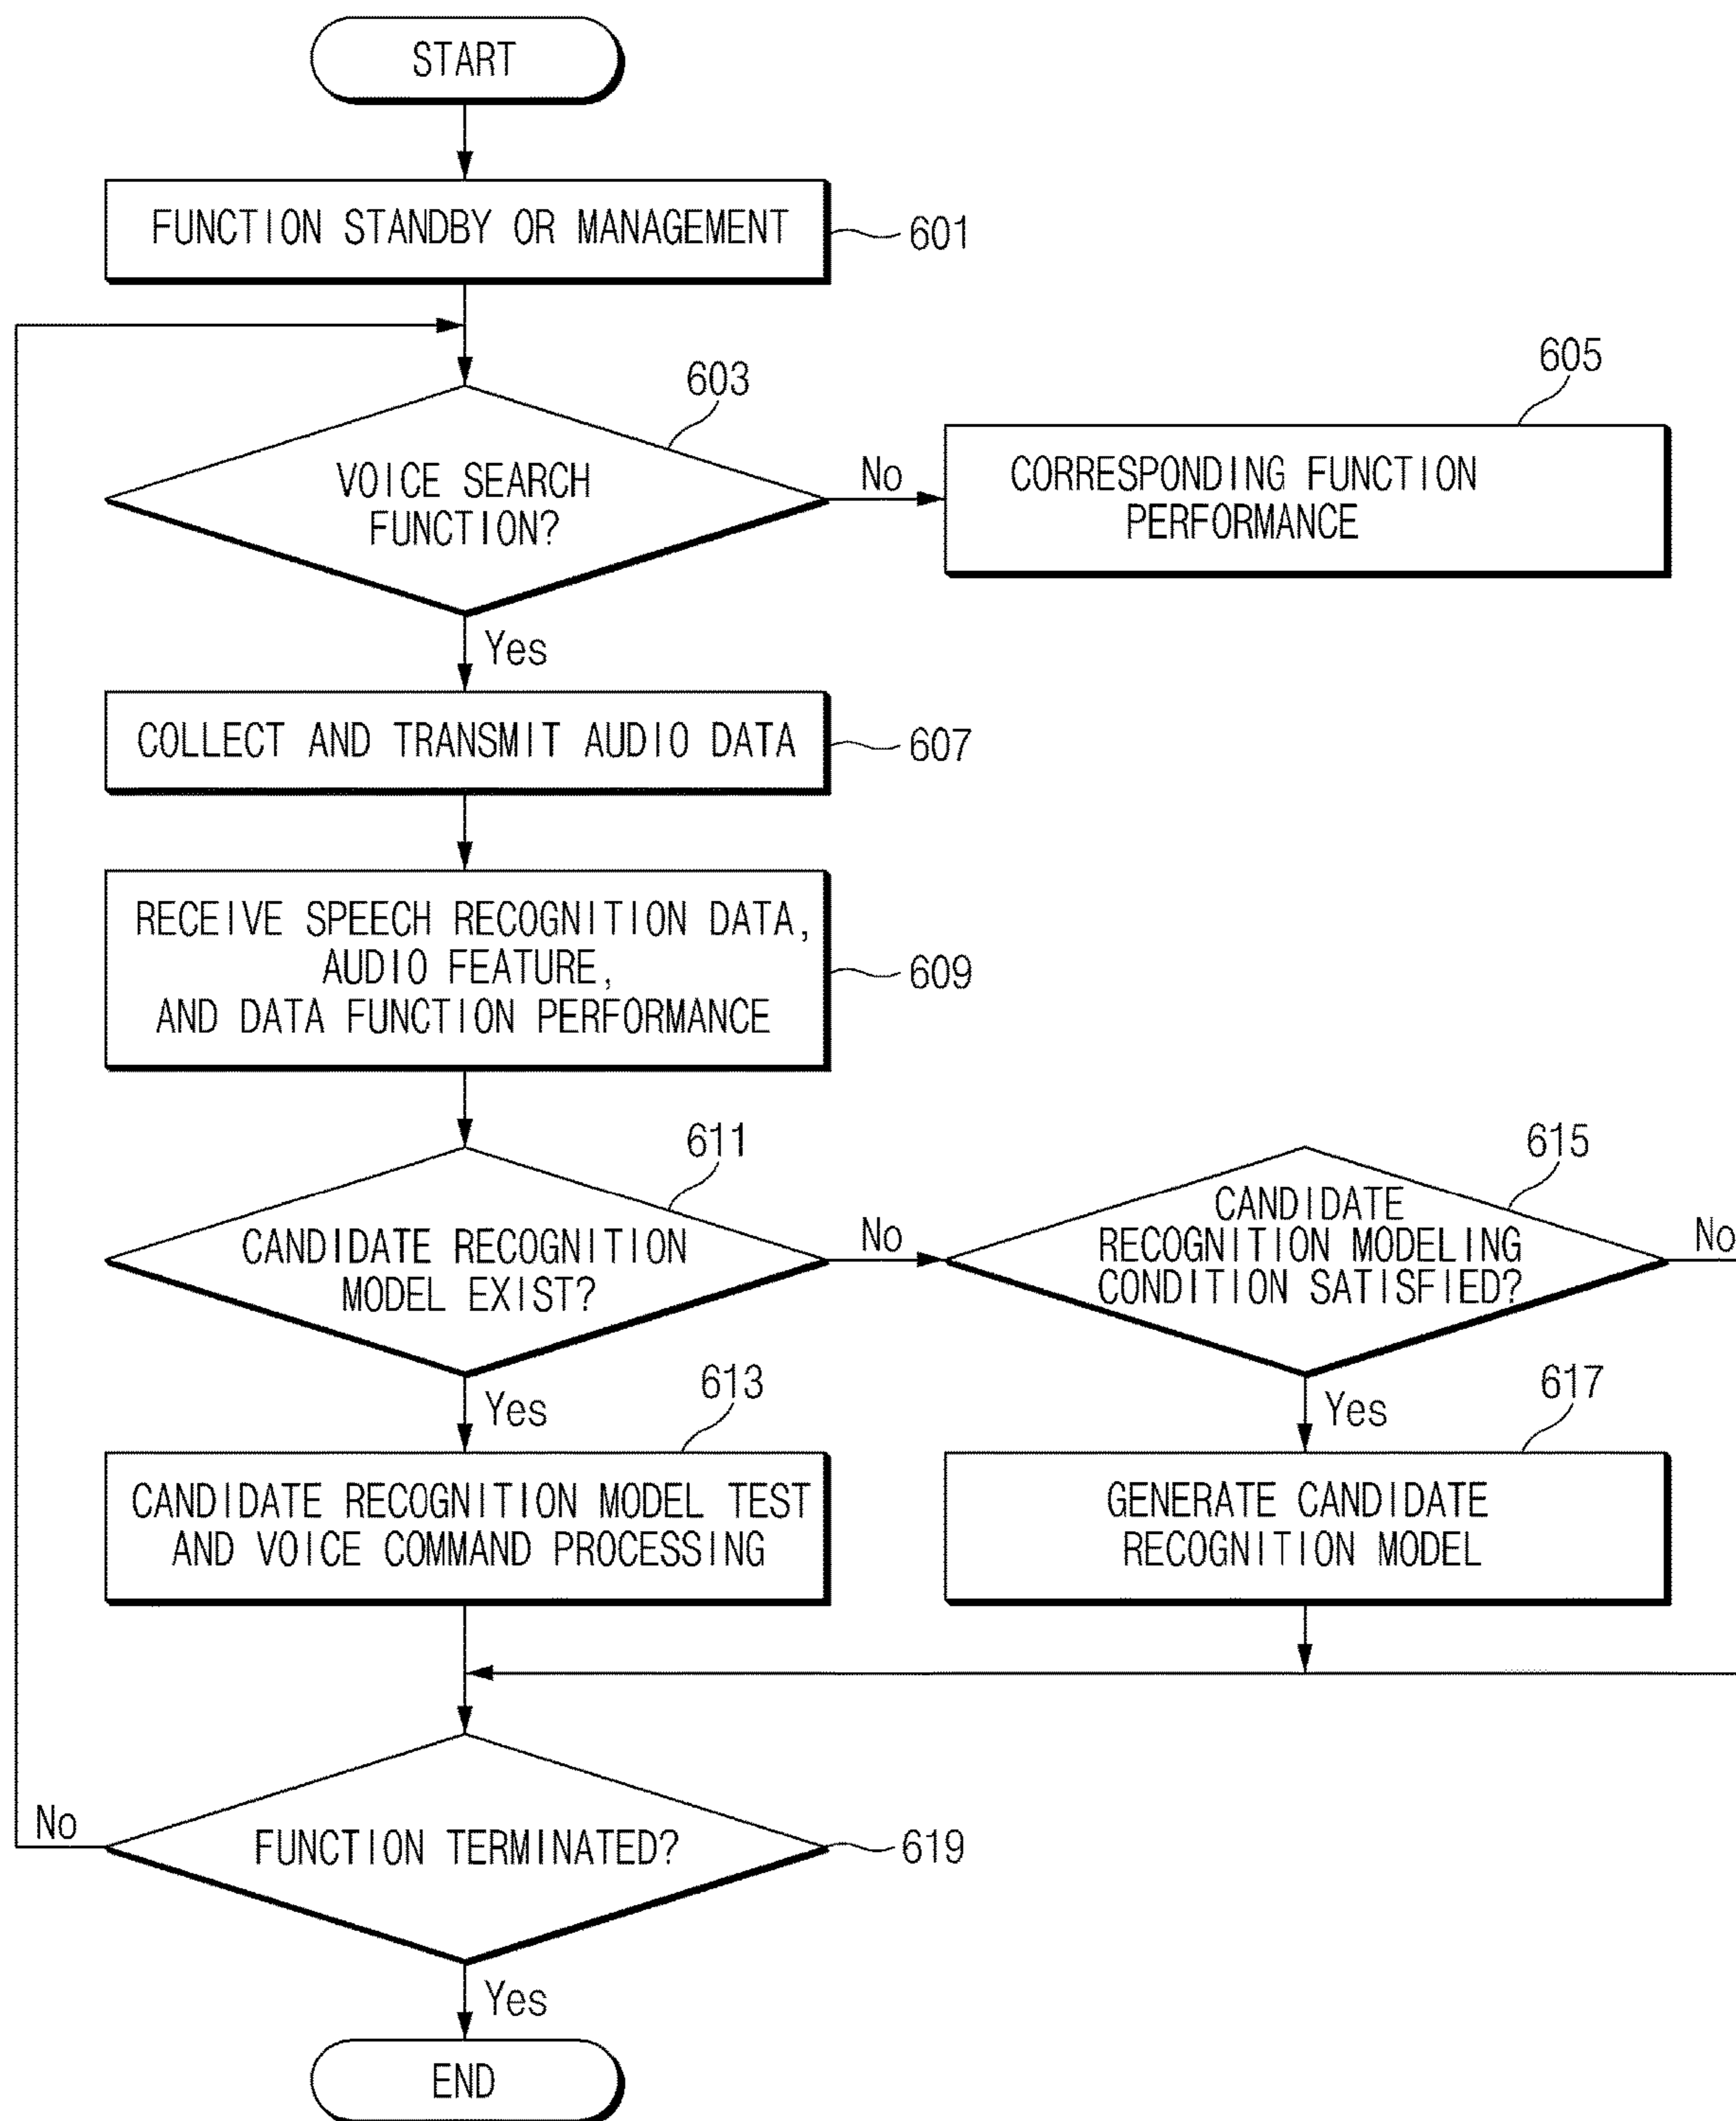 START
FUNCTION STANDBY OR MANAGEMENT
601
603
605
VOICE SEARCH
FUNCTION?
No
CORRESPONDING FUNCTION
PERFORMANCE
Yes
COLLECT AND TRANSMIT AUDIO DATA
607
RECEIVE SPEECH RECOGNITION DATA,
AUDIO FEATURE,
AND DATA FUNCTION PERFORMANCE
609
611
615
CANDIDATE RECOGNITION
MODEL EXIST?
No
CANDIDATE
RECOGNITION MODELING
CONDITION SATISFIED?
No
Yes
613
Yes
617
CANDIDATE RECOGNITION MODEL TEST
AND VOICE COMMAND PROCESSING
GENERATE CANDIDATE
RECOGNITION MODEL
No
FUNCTION TERMINATED?
619
Yes
END